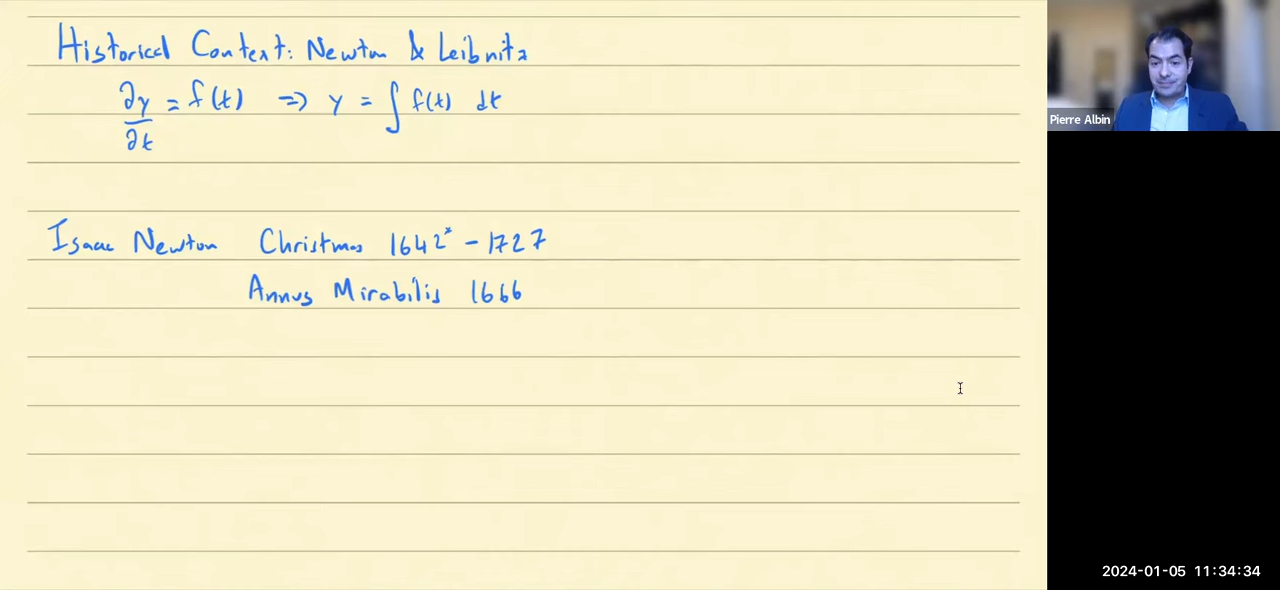 Historical Context: Newton & Leibnitz
∂y/∂t = f(t) => y = ∫ f(t) dt
Isaac Newton Christmas 1642* - 1727
Annus Mirabilis 1666
Pierre Albin
2024-01-05 11:34:34